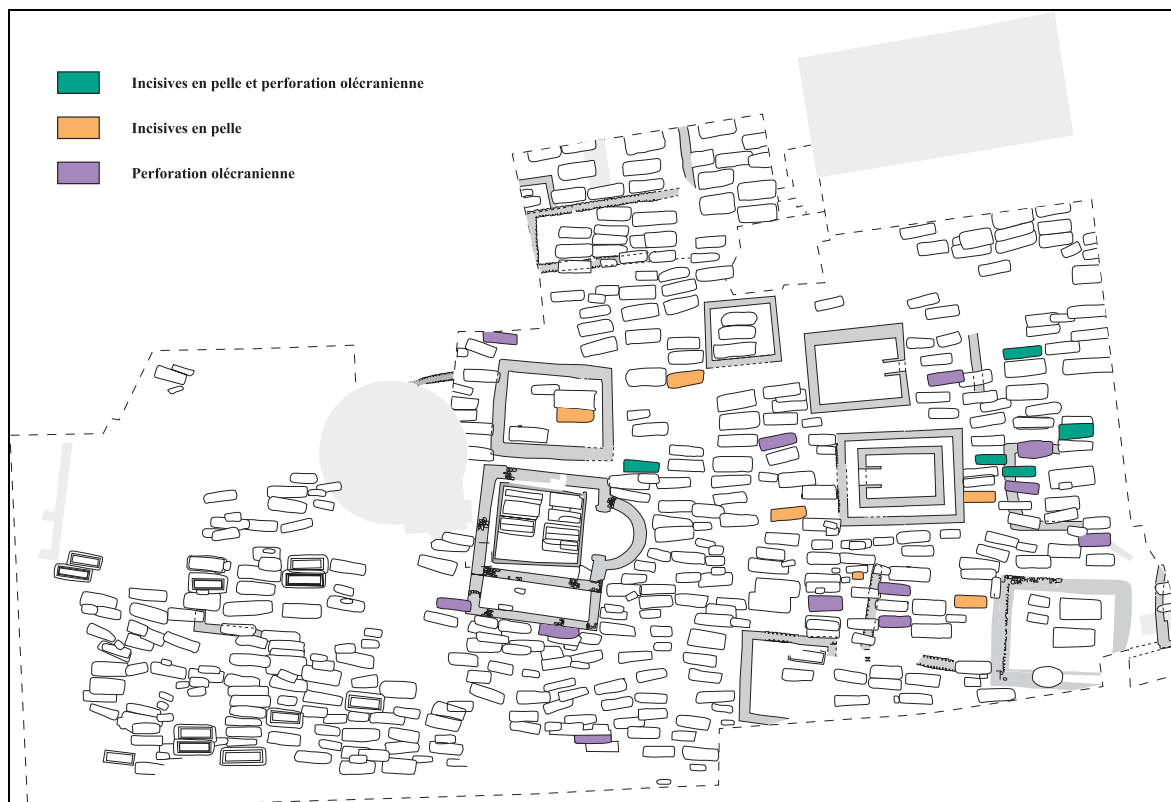 Incisives en pelle et perforation olécranienne
Incisives en pelle
Perforation olécranienne